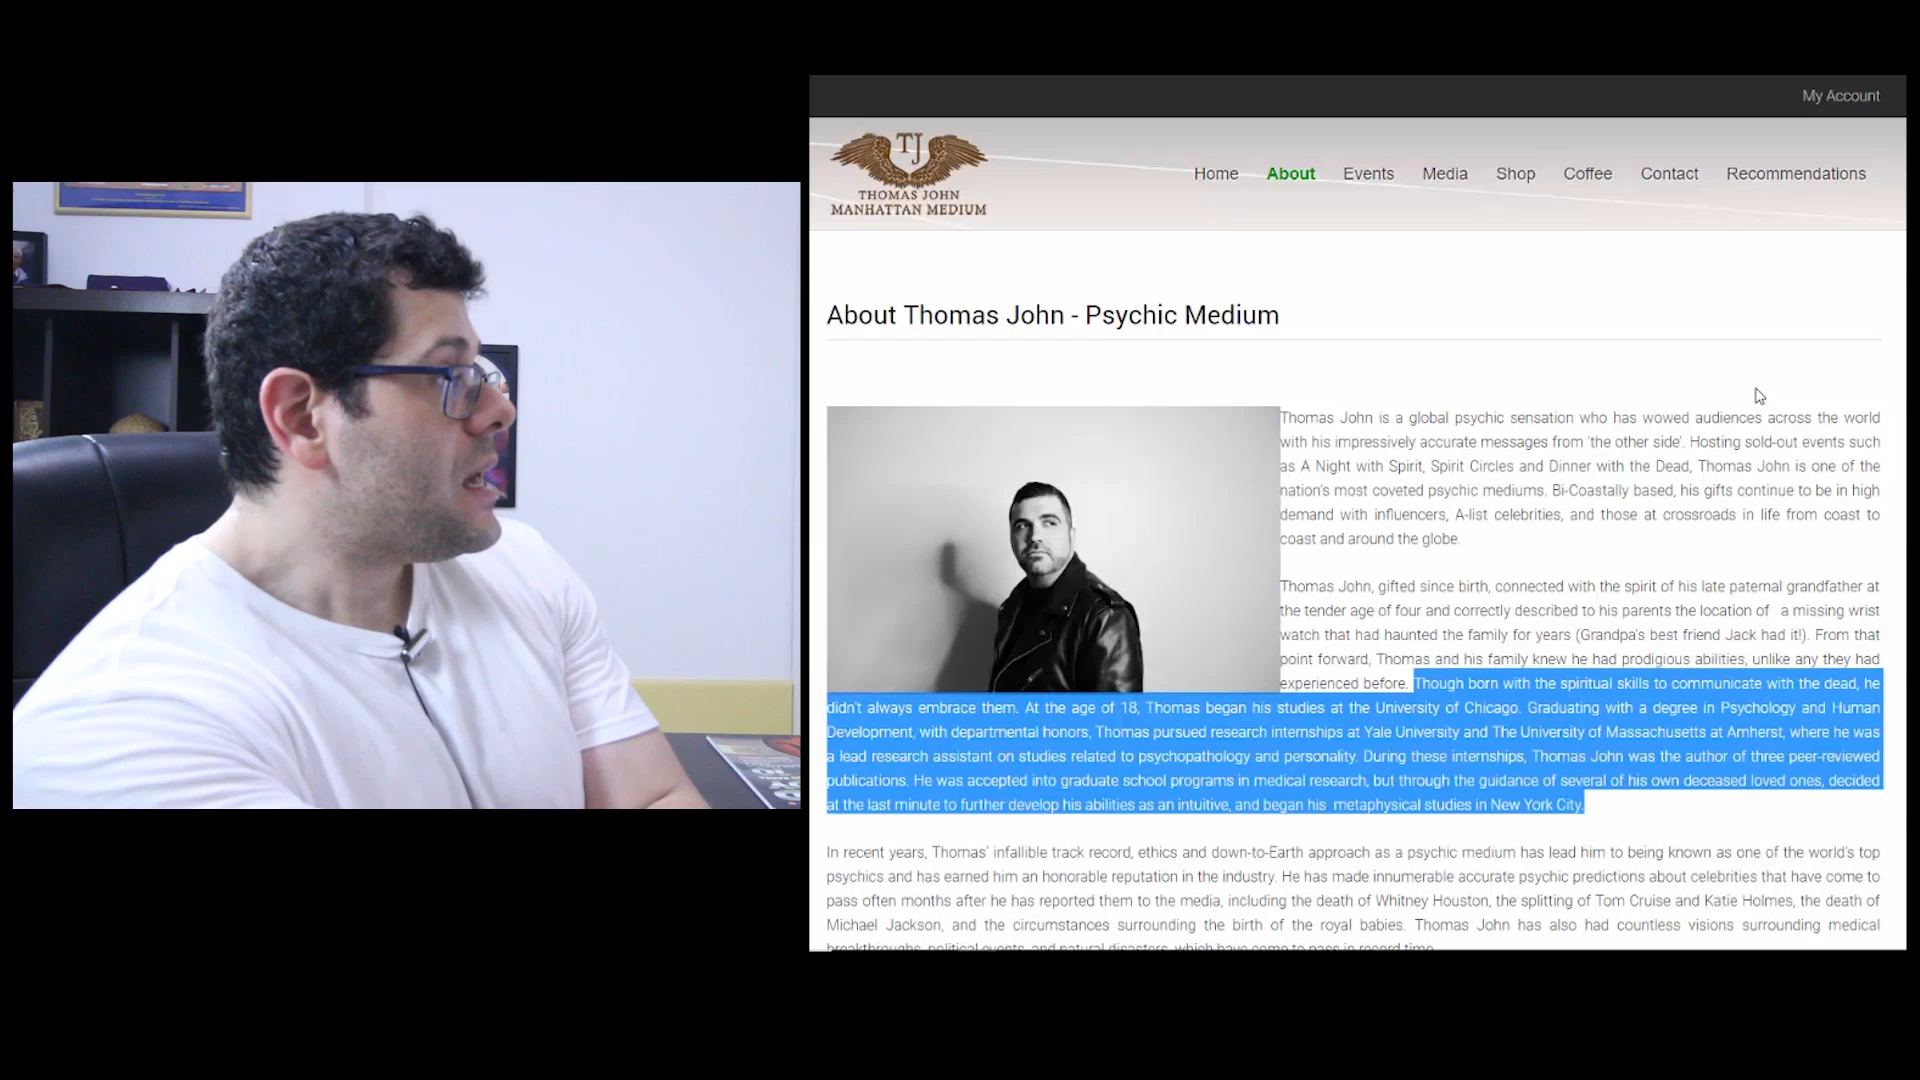 My Account
TJ
THOMAS JOHN
MANHATTAN MEDIUM
Home About Events Media Shop Coffee Contact Recommendations
About Thomas John - Psychic Medium
Thomas John is a global psychic sensation who has wowed audiences across the world
with his impressively accurate messages from 'the other side'. Hosting sold-out events such
as A Night with Spirit, Spirit Circles and Dinner with the Dead, Thomas John is one of the
nation's most coveted psychic mediums. Bi-Coastally based, his gifts continue to be in high
demand with influencers, A-list celebrities, and those at crossroads in life from coast to
coast and around the globe.
Thomas John, gifted since birth, connected with the spirit of his late paternal grandfather at
the tender age of four and correctly described to his parents the location of a missing wrist
watch that had haunted the family for years (Grandpa's best friend Jack had it!). From that
point forward, Thomas and his family knew he had prodigious abilities, unlike any they had
experienced before. Though born with the spiritual skills to communicate with the dead, he
didn't always embrace them. At the age of 18, Thomas began his studies at the University of Chicago. Graduating with a degree in Psychology and Human
Development, with departmental honors, Thomas pursued research internships at Yale University and The University of Massachusetts at Amherst, where he was
a lead research assistant on studies related to psychopathology and personality. During these internships, Thomas John was the author of three peer-reviewed
publications. He was accepted into graduate school programs in medical research, but through the guidance of several of his own deceased loved ones, decided
at the last minute to further develop his abilities as an intuitive, and began his metaphysical studies in New York City.
In recent years, Thomas' infallible track record, ethics and down-to-Earth approach as a psychic medium has lead him to being known as one of the world's top
psychics and has earned him an honorable reputation in the industry. He has made innumerable accurate psychic predictions about celebrities that have come to
pass often months after he has reported them to the media, including the death of Whitney Houston, the splitting of Tom Cruise and Katie Holmes, the death of
Michael Jackson, and the circumstances surrounding the birth of the royal babies. Thomas John has also had countless visions surrounding medical
breakthroughs, political events, and natural disasters, which have come to pass in record time.